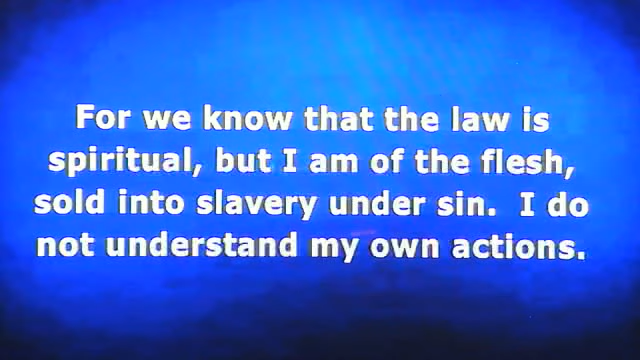 For we know that the law is
spiritual, but I am of the flesh,
sold into slavery under sin.  I do
not understand my own actions.